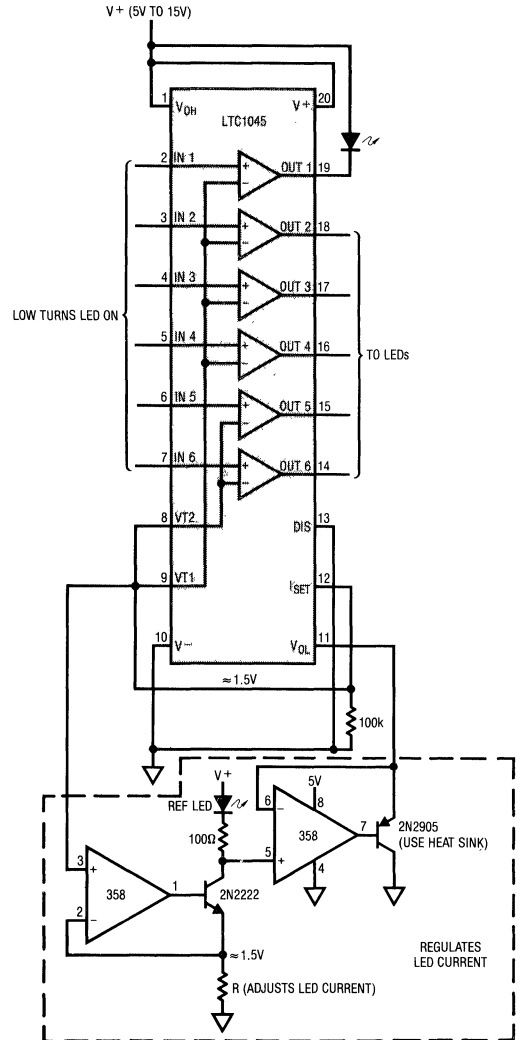 V+ (5V TO 15V)
1 VOH V+ 20
LTC1045
2 IN 1 + − OUT 1 19
3 IN 2 + − OUT 2 18
4 IN 3 + − OUT 3 17
LOW TURNS LED ON
5 IN 4 + − OUT 4 16
TO LEDs
6 IN 5 + − OUT 5 15
7 IN 6 + − OUT 6 14
8 VT2 DIS 13
9 VT1 ISET 12
10 V− VOL 11
≈1.5V
100k
V+
REF LED
100Ω
6 − 5V 8
358 7
5 + 4
2N2905
(USE HEAT SINK)
3 +
358 1
2 −
2N2222
≈1.5V
REGULATES
LED CURRENT
R (ADJUSTS LED CURRENT)